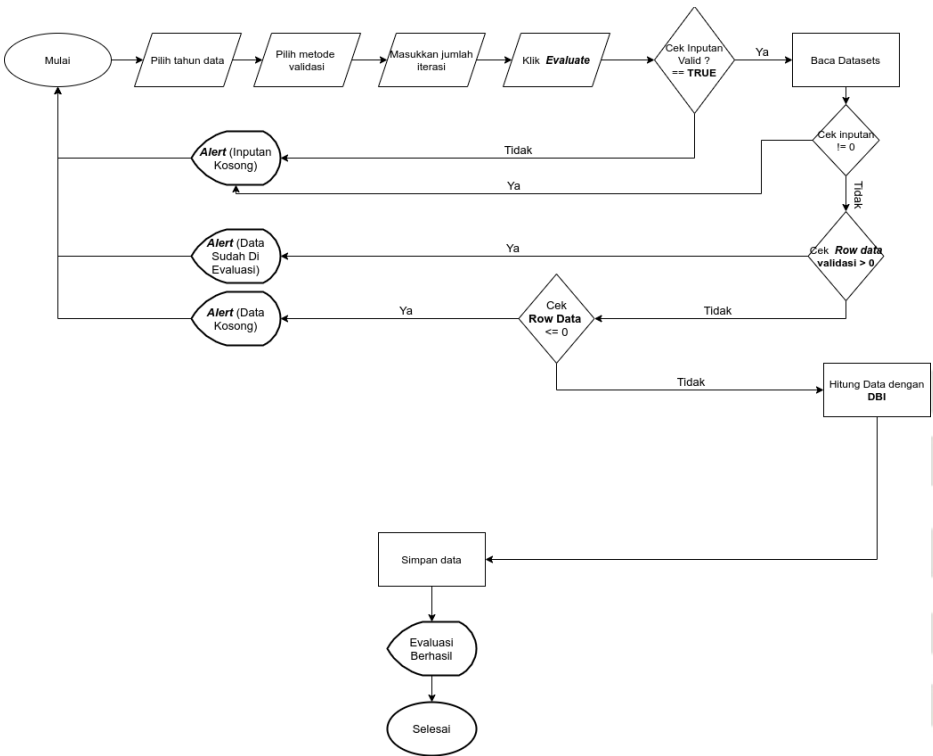 Mulai
Pilih tahun data
Pilih metode
validasi
Masukkan jumlah
iterasi
Klik Evaluate
Cek Inputan
Valid ?
== TRUE
Ya
Baca Datasets
Cek inputan
!= 0
Tidak
Alert (Inputan
Kosong)
Ya
Tidak
Cek Row data
validasi > 0
Ya
Alert (Data
Sudah Di
Evaluasi)
Tidak
Cek
Row Data
<= 0
Ya
Alert (Data
Kosong)
Tidak
Hitung Data dengan
DBI
Simpan data
Evaluasi
Berhasil
Selesai